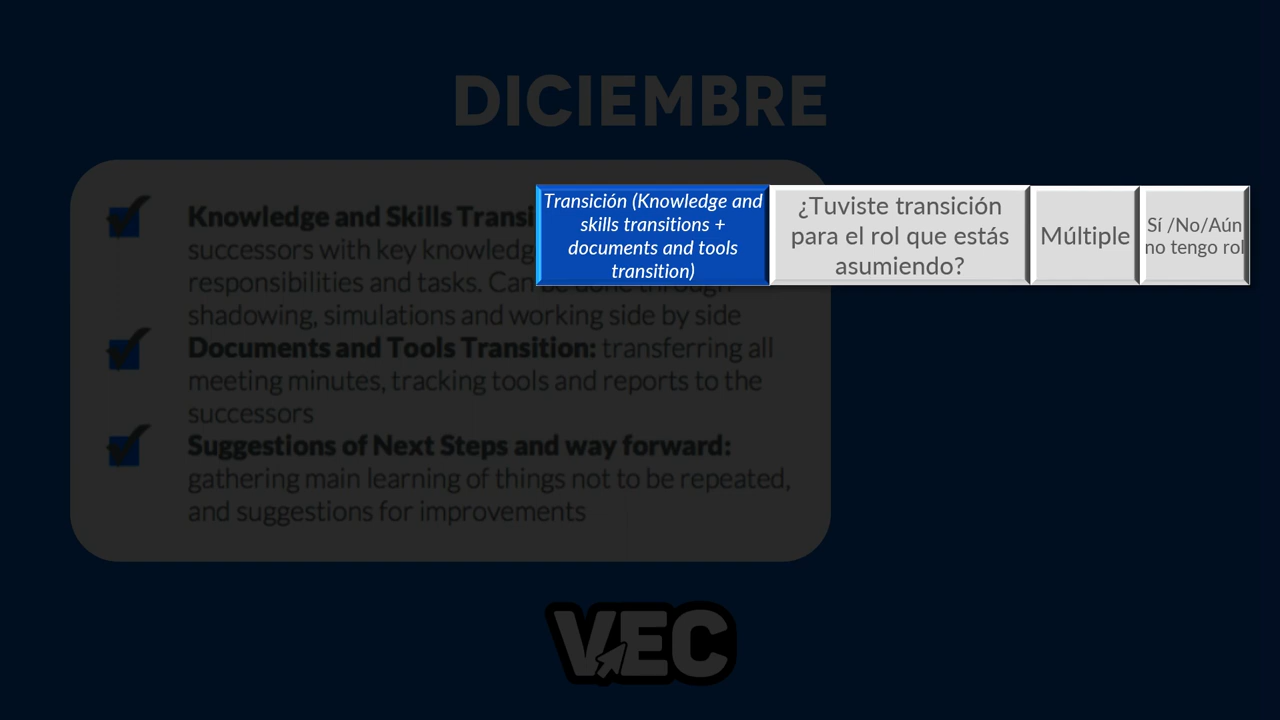 DICIEMBRE
Knowledge and Skills Transi
successors with key knowledg
responsibilities and tasks. Can be done through
shadowing, simulations and working side by side
Documents and Tools Transition: transferring all
meeting minutes, tracking tools and reports to the
successors
Suggestions of Next Steps and way forward:
gathering main learning of things not to be repeated,
and suggestions for improvements
Transición (Knowledge and
skills transitions +
documents and tools
transition)
¿Tuviste transición
para el rol que estás
asumiendo?
Múltiple
Sí /No/Aún
no tengo rol
VEC